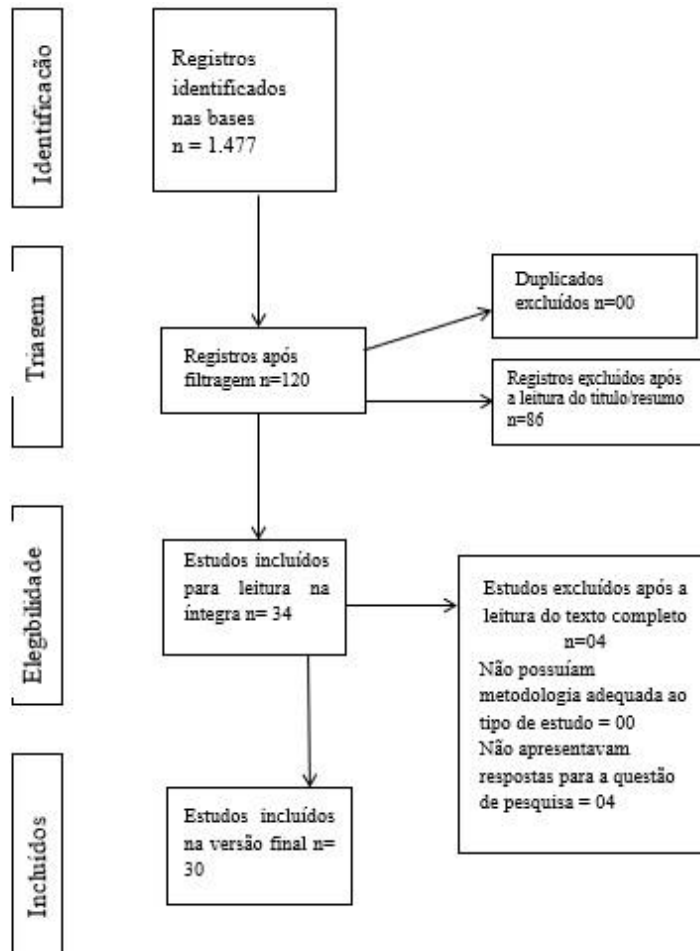 Identificacão
Registros
identificados
nas bases
n = 1.477
Triagem
Duplicados
excluídos n=00
Registros após
filtragem n=120
Registros excluídos após
a leitura do título/resumo
n=86
Elegibilidade
Estudos incluídos
para leitura na
íntegra n= 34
Estudos excluídos após a
leitura do texto completo
n=04
Não possuíam
metodologia adequada ao
tipo de estudo = 00
Não apresentavam
respostas para a questão
de pesquisa = 04
Incluídos
Estudos incluídos
na versão final n=
30